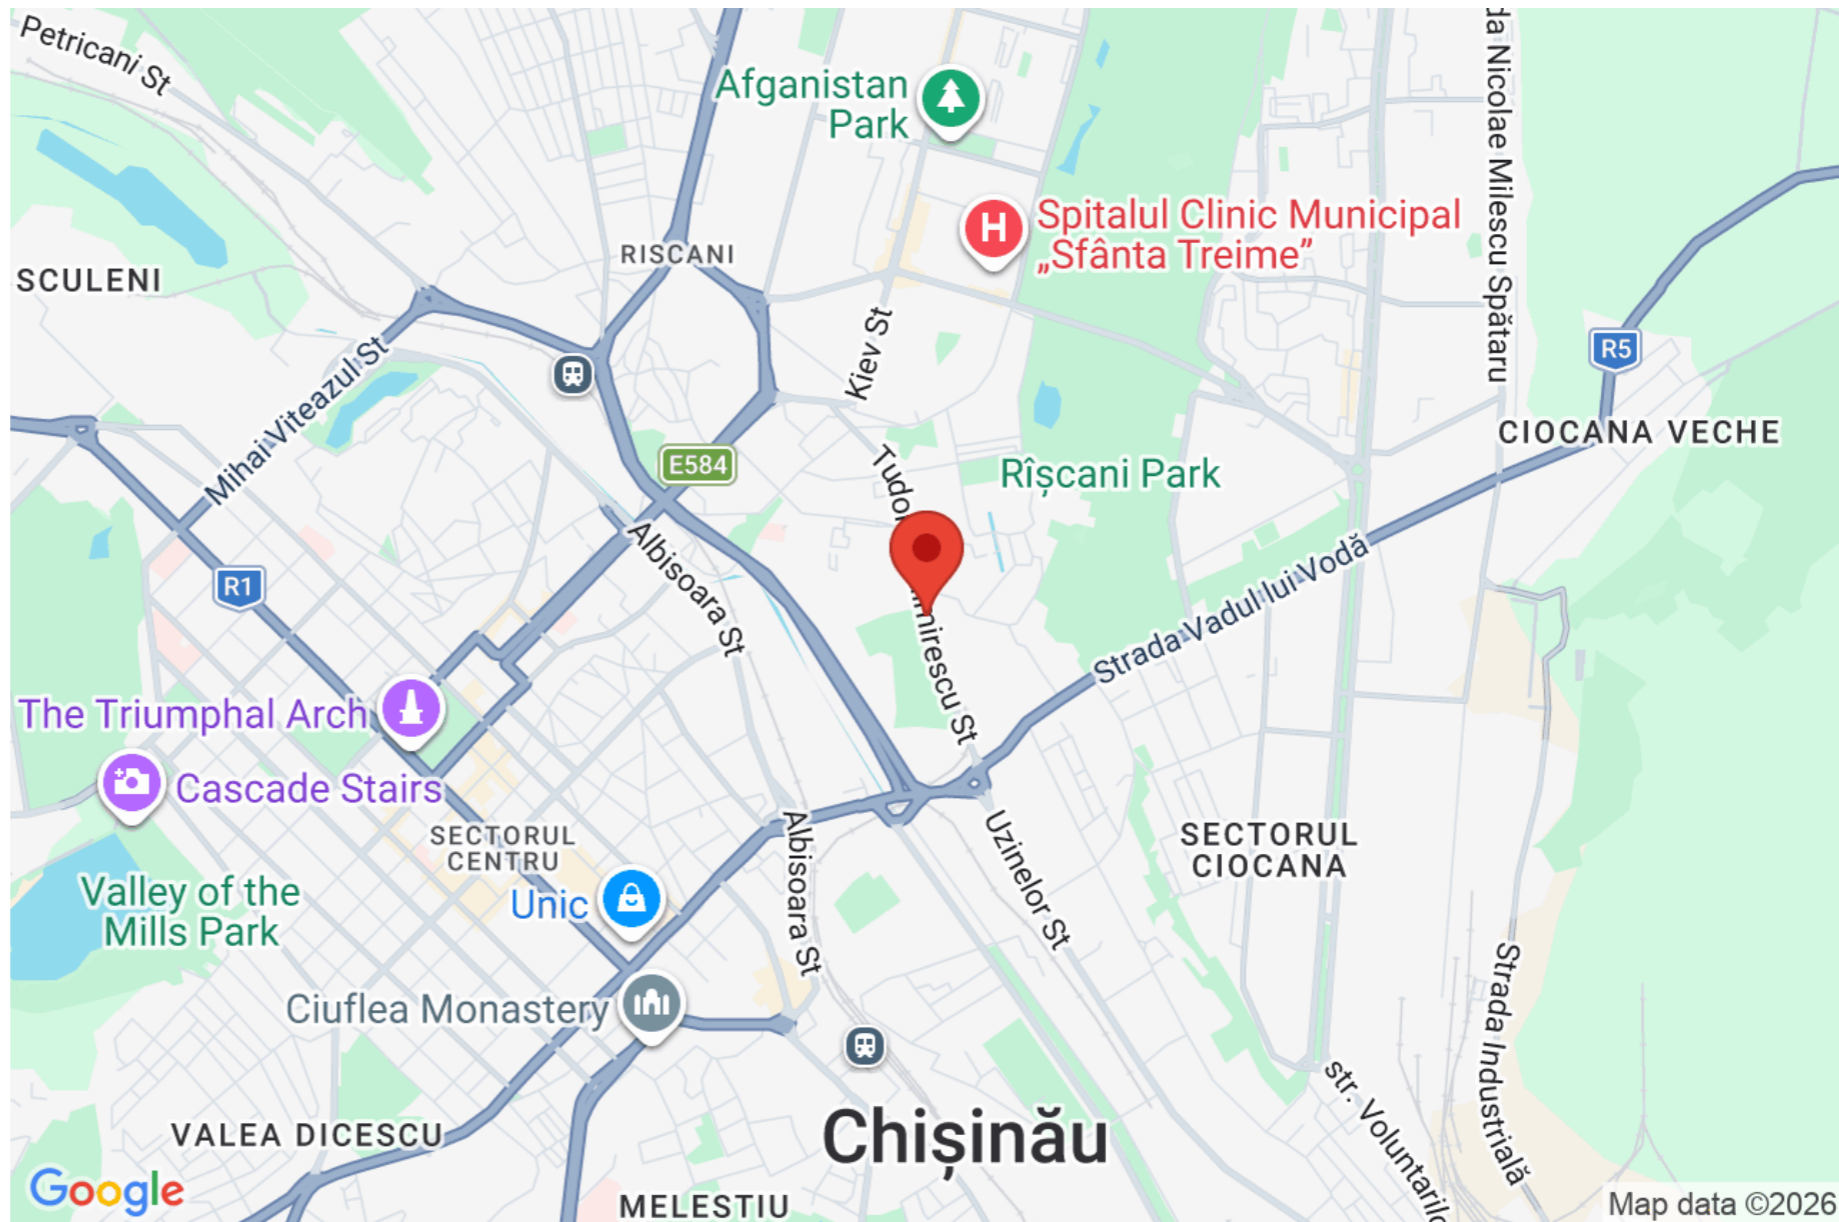 Petricani St
Afganistan
Park
da Nicolae Milescu Spătaru
Spitalul Clinic Municipal
„Sfânta Treime”
RISCANI
SCULENI
Kiev St
Mihai Viteazul St
R5
CIOCANA VECHE
E584
Rîșcani Park
Tudor
imirescu St
Albisoara St
R1
Strada Vadul lui Vodă
The Triumphal Arch
Cascade Stairs
SECTORUL
CENTRU
Albisoara St
Uzinelor St
SECTORUL
CIOCANA
Valley of the
Mills Park
Unic
H
Ciuflea Monastery
Strada Industrială
str. Voluntarilo
VALEA DICESCU
Chișinău
Google
MELESTIU
Map data ©2026